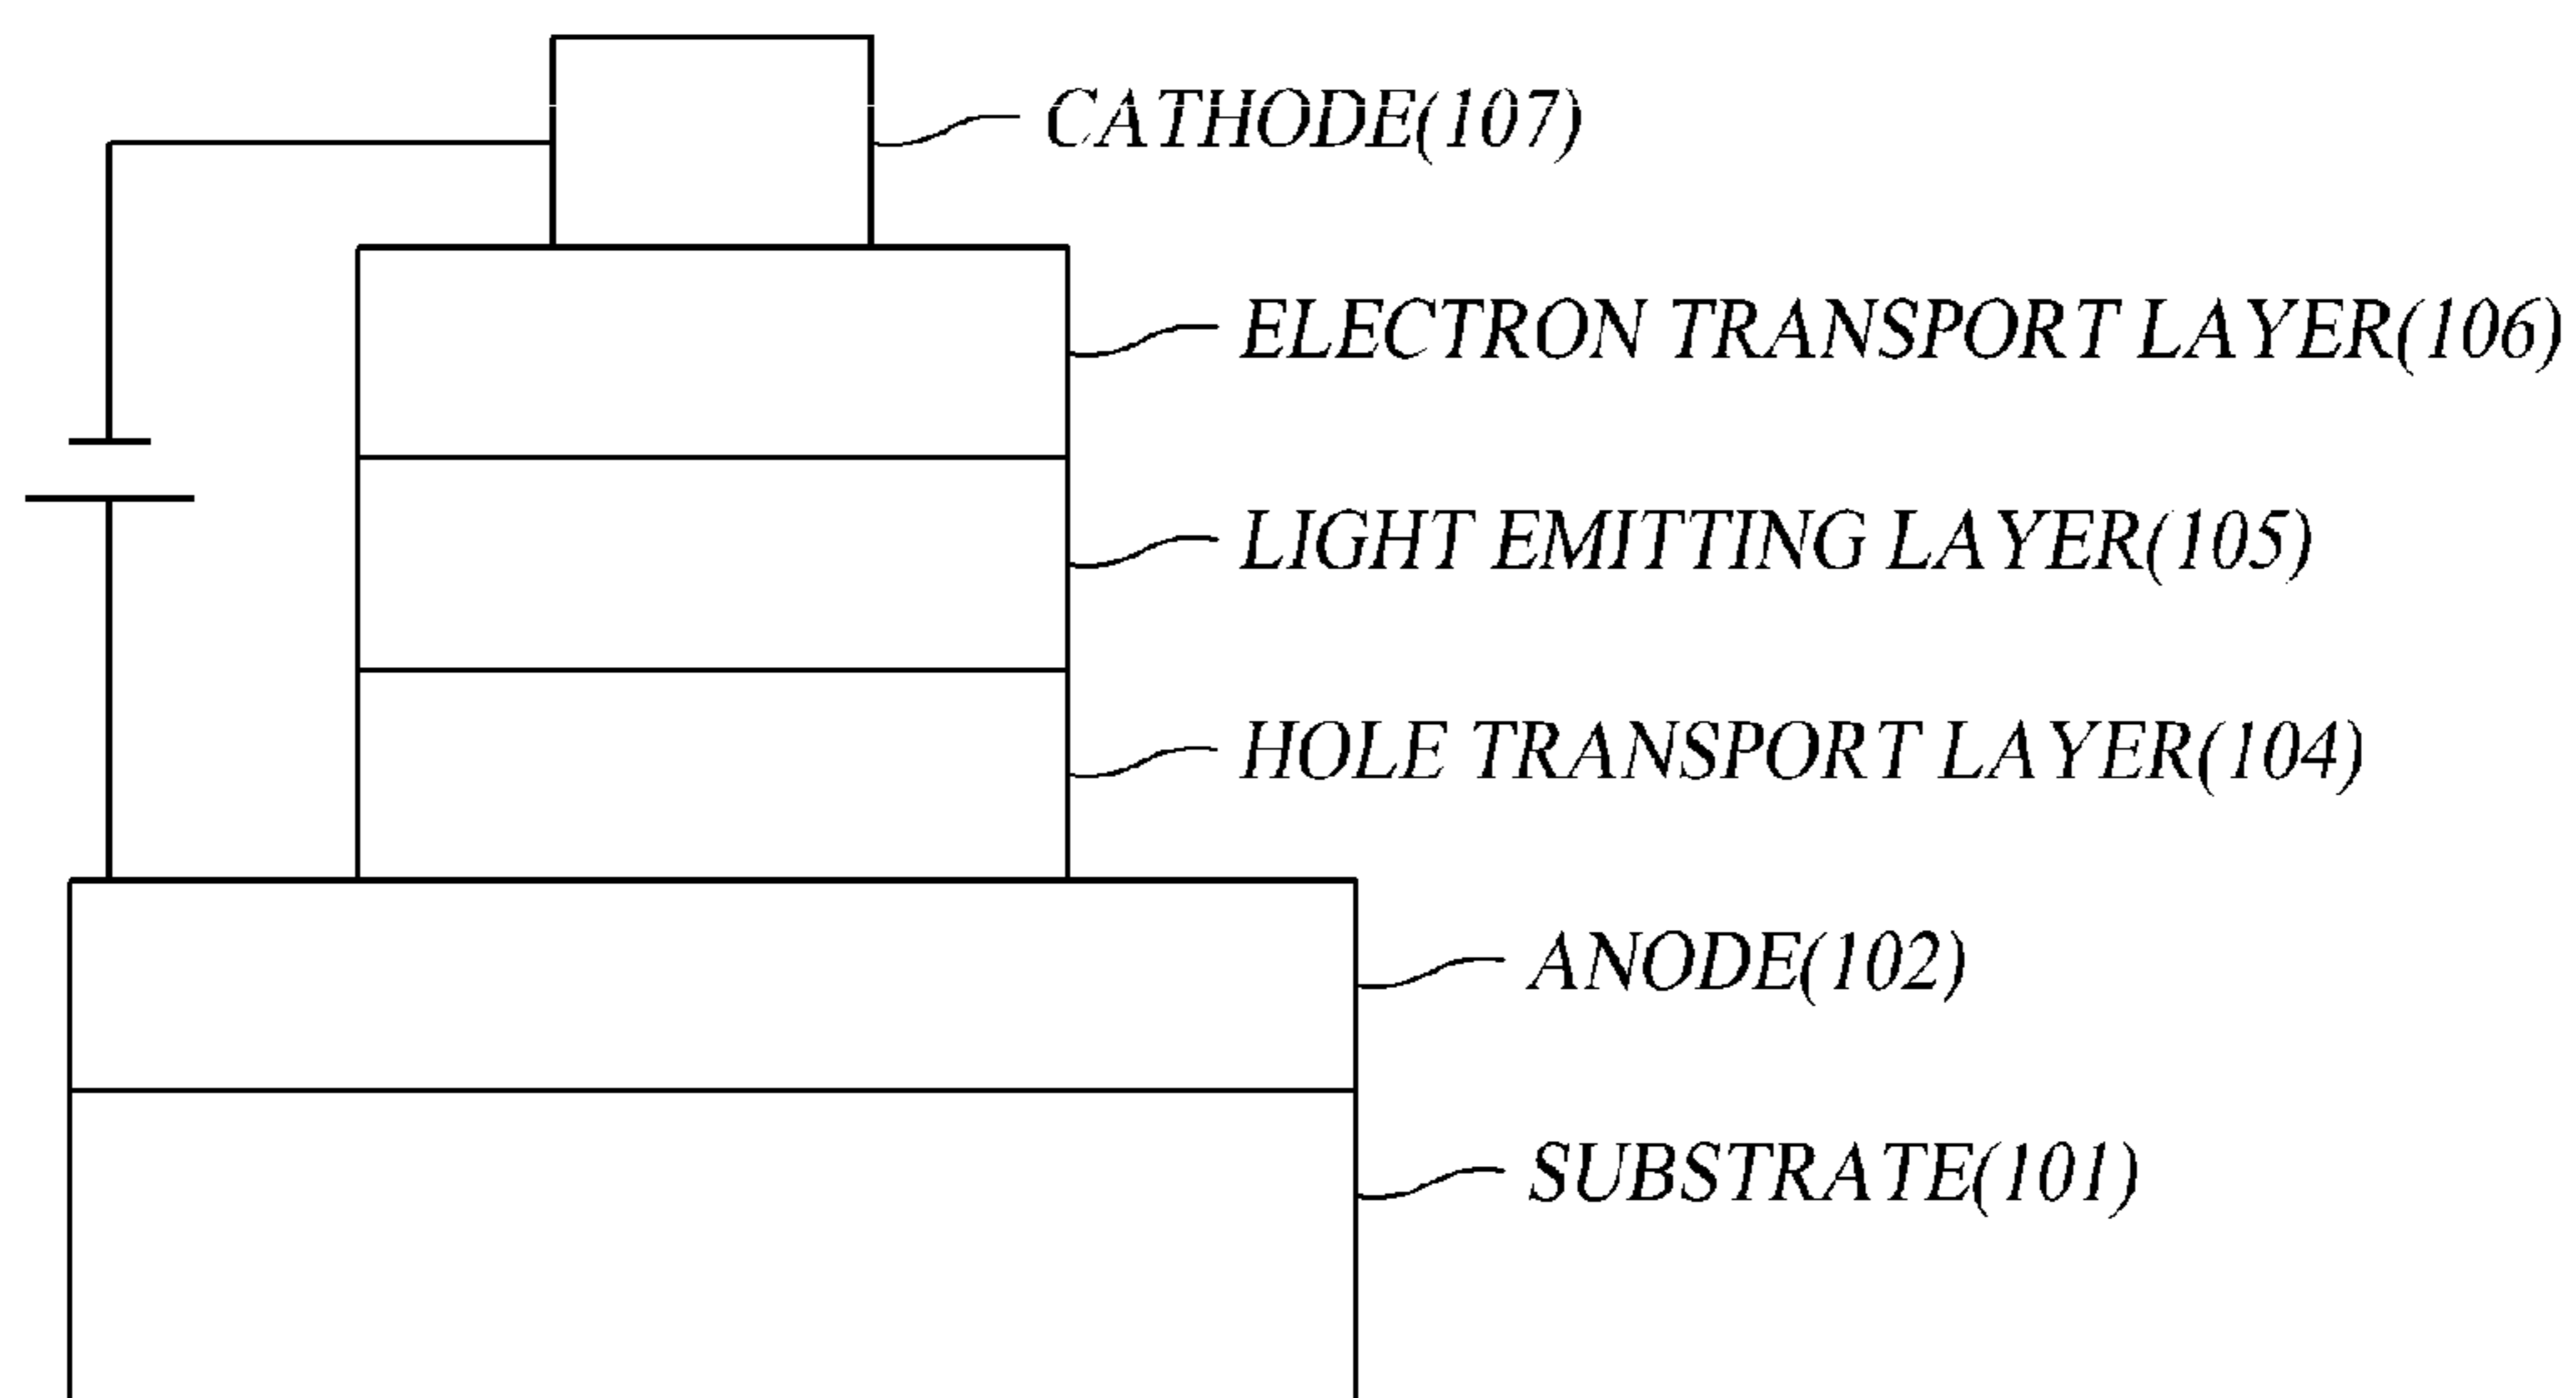 CATHODE(107)
ELECTRON TRANSPORT LAYER(106)
LIGHT EMITTING LAYER(105)
HOLE TRANSPORT LAYER(104)
ANODE(102)
SUBSTRATE(101)